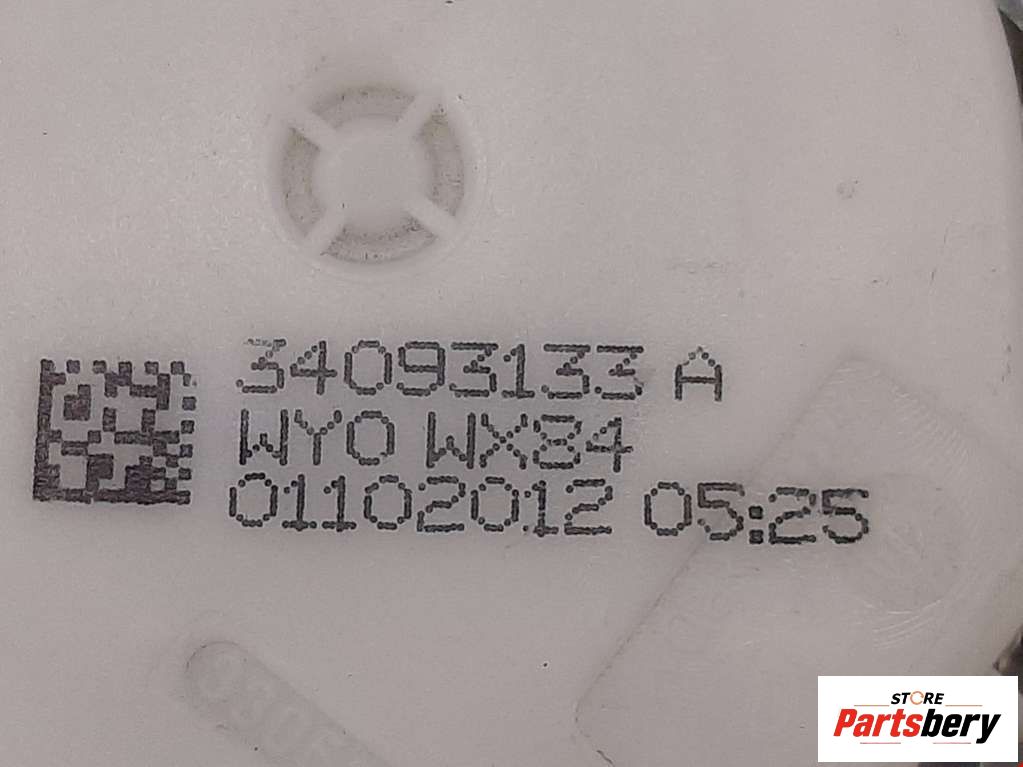 34093133 A
WYO WX84
01102012 05:25
STORE
Partsbery